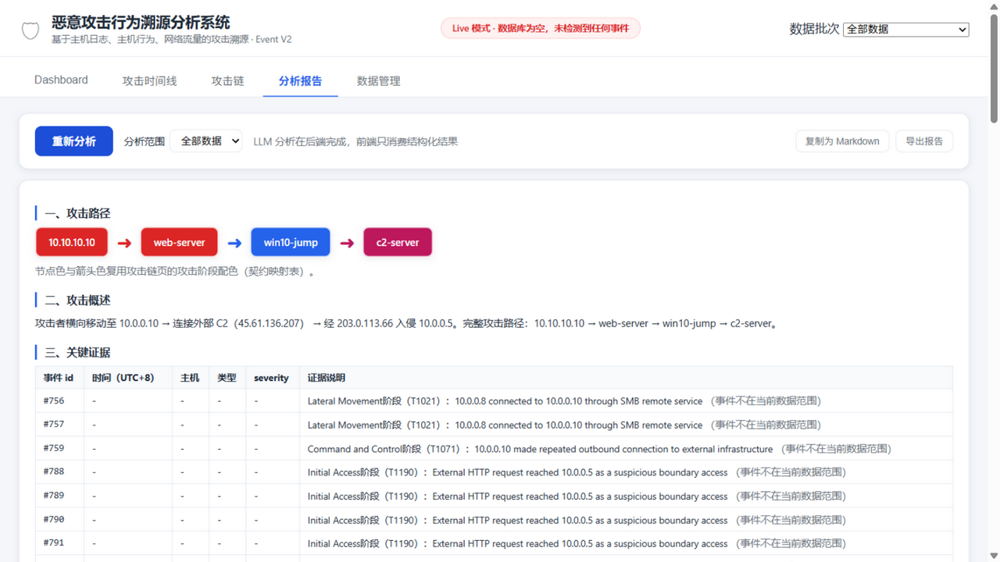 恶意攻击行为溯源分析系统
基于主机日志、主机行为、网络流量的攻击溯源 · Event V2
Live 模式 · 数据库为空，未检测到任何事件
数据批次 全部数据
Dashboard 攻击时间线 攻击链 分析报告 数据管理
重新分析 分析范围 全部数据 LLM 分析在后端完成，前端只消费结构化结果 复制为 Markdown 导出报告
一、攻击路径
10.10.10.10 → web-server → win10-jump → c2-server
节点色与箭头色复用攻击链页的攻击阶段配色（契约映射表）。
二、攻击概述
攻击者横向移动至 10.0.0.10 → 连接外部 C2（45.61.136.207） → 经 203.0.113.66 入侵 10.0.0.5。完整攻击路径：10.10.10.10 → web-server → win10-jump → c2-server。
三、关键证据
事件 id 时间（UTC+8） 主机 类型 severity 证据说明
#756 - - - - Lateral Movement阶段（T1021）：10.0.0.8 connected to 10.0.0.10 through SMB remote service （事件不在当前数据范围）
#757 - - - - Lateral Movement阶段（T1021）：10.0.0.8 connected to 10.0.0.10 through SMB remote service （事件不在当前数据范围）
#759 - - - - Command and Control阶段（T1071）：10.0.0.10 made repeated outbound connection to external infrastructure （事件不在当前数据范围）
#788 - - - - Initial Access阶段（T1190）：External HTTP request reached 10.0.0.5 as a suspicious boundary access （事件不在当前数据范围）
#789 - - - - Initial Access阶段（T1190）：External HTTP request reached 10.0.0.5 as a suspicious boundary access （事件不在当前数据范围）
#790 - - - - Initial Access阶段（T1190）：External HTTP request reached 10.0.0.5 as a suspicious boundary access （事件不在当前数据范围）
#791 - - - - Initial Access阶段（T1190）：External HTTP request reached 10.0.0.5 as a suspicious boundary access （事件不在当前数据范围）